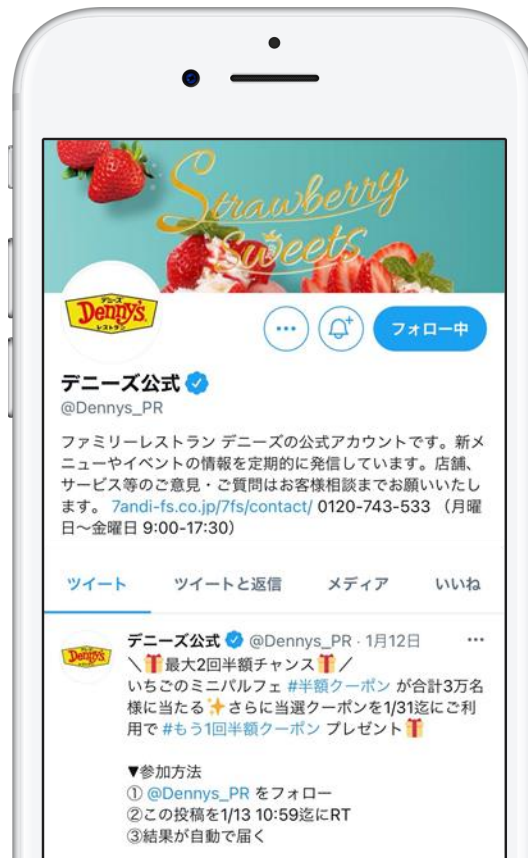 Strawberry
Sweets
デニーズ
Denny's
レストラン
フォロー中
デニーズ公式
@Dennys_PR
ファミリーレストラン デニーズの公式アカウントです。新メ
ニューやイベントの情報を定期的に発信しています。店舗、
サービス等のご意見・ご質問はお客様相談までお願いいたし
ます。 7andi-fs.co.jp/7fs/contact/ 0120-743-533 （月曜
日〜金曜日 9:00-17:30）
ツイート ツイートと返信 メディア いいね
Denny's
デニーズ公式 @Dennys_PR · 1月12日
＼🎁最大2回半額チャンス🎁／
いちごのミニパルフェ #半額クーポン が合計3万名
様に当たる✨さらに当選クーポンを1/31迄にご利
用で #もう1回半額クーポン プレゼント🎁
▼参加方法
① @Dennys_PR をフォロー
②この投稿を1/13 10:59迄にRT
③結果が自動で届く